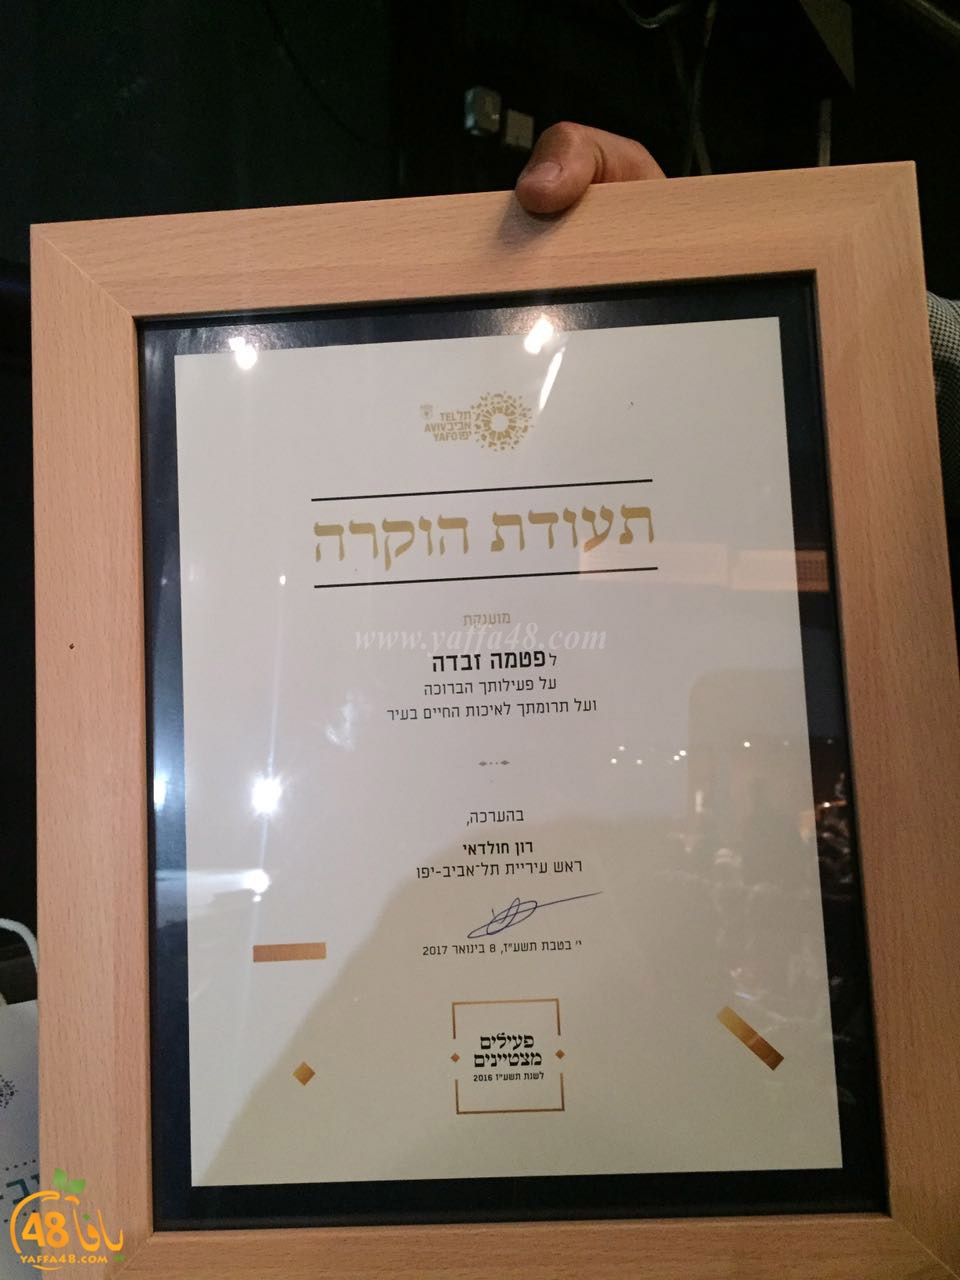 תל TEL
אביב AVIV
יפו YAFO
תעודת הוקרה
מוענקת
www.yaffa48.com
לפטמה זבדה
על פעילותך הברוכה
ועל תרומתך לאיכות החיים בעיר
בהערכה,
רון חולדאי
ראש עיריית תל־אביב-יפו
י' בטבת תשע"ז, 8 בינואר 2017
פעילים
מצטיינים
לשנת תשע"ז 2016
48 يافا
YAFFA48.COM